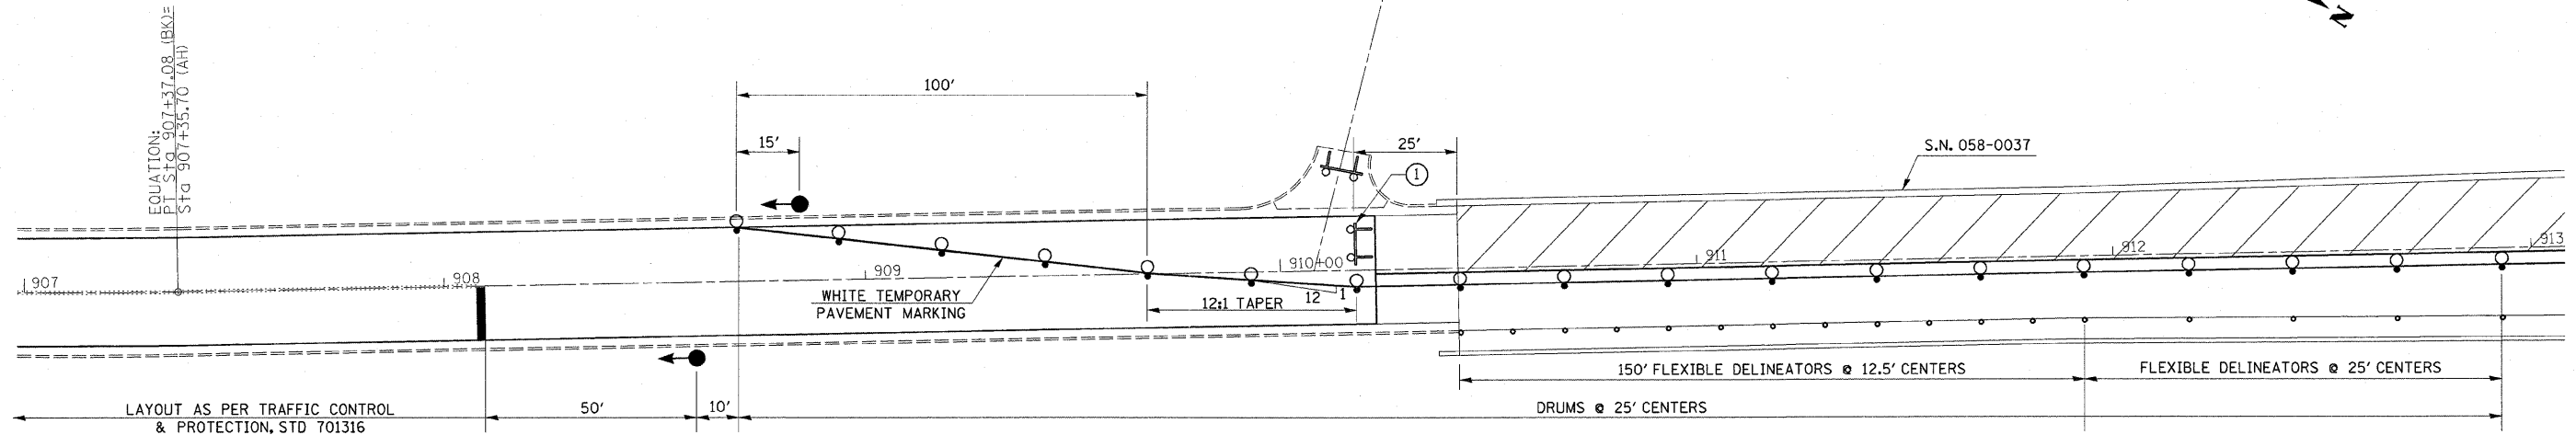 EQUATION:
PT Sta 907+37.08 (BK)=
Sta 907+35.70 (AH)
N
100'
15'
25'
1
S.N. 058-0037
907
908
909
910+00
911
912
913
WHITE TEMPORARY
PAVEMENT MARKING
12:1 TAPER
12
1
150' FLEXIBLE DELINEATORS @ 12.5' CENTERS
FLEXIBLE DELINEATORS @ 25' CENTERS
LAYOUT AS PER TRAFFIC CONTROL
& PROTECTION, STD 701316
50'
10'
DRUMS @ 25' CENTERS